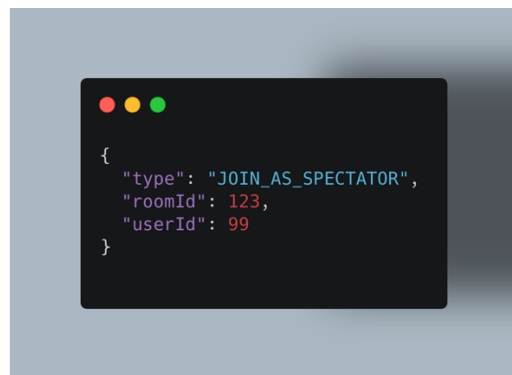 {
  "type": "JOIN_AS_SPECTATOR",
  "roomId": 123,
  "userId": 99
}